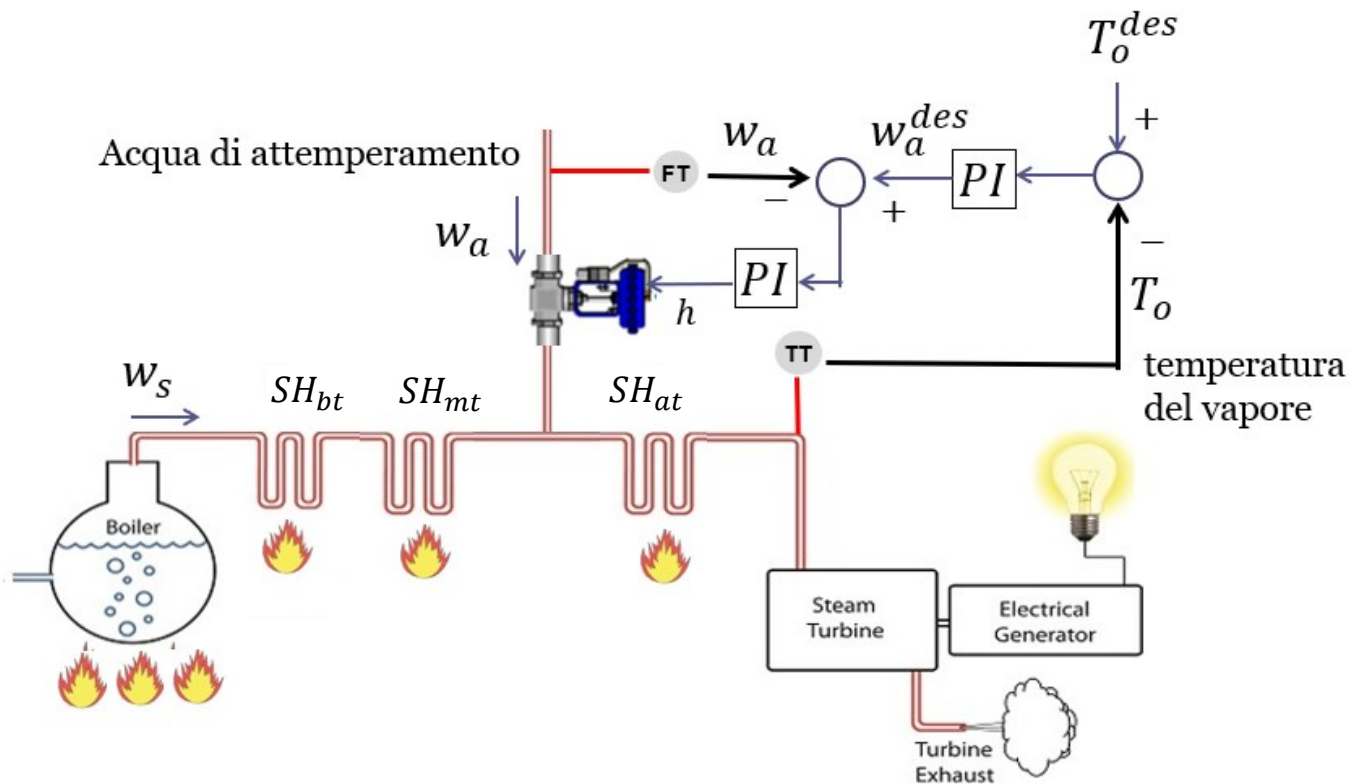 T_o^{des}
+
w_a
w_a^{des}
Acqua di attemperamento
FT
PI
−
+
−
w_a
PI
T_o
h
TT
temperatura
del vapore
w_s
SH_{bt}
SH_{mt}
SH_{at}
Boiler
Steam
Turbine
Electrical
Generator
Turbine
Exhaust